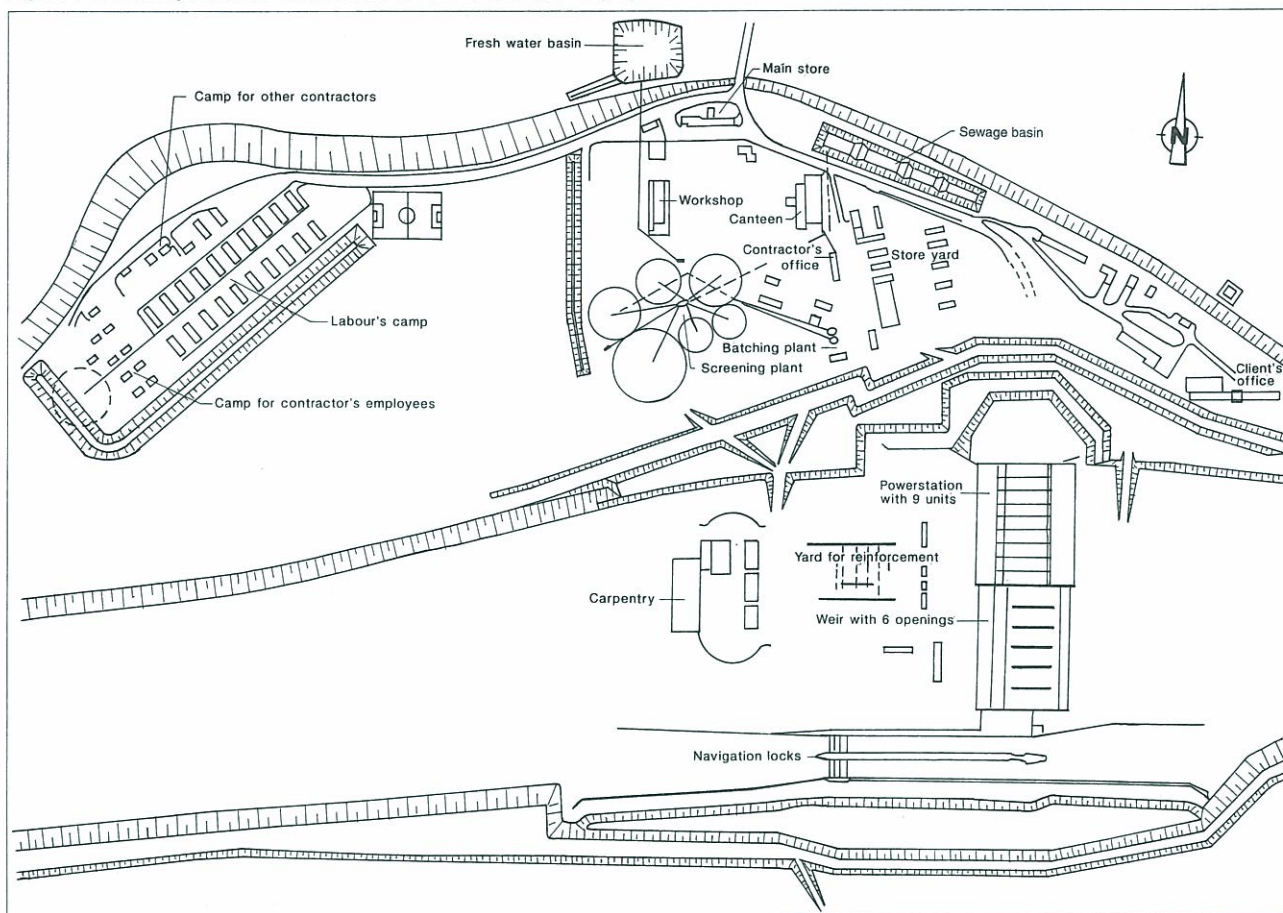 Fresh water basin
Main store
Camp for other contractors
Sewage basin
N
Workshop
Canteen
Contractor's
office
Store yard
Labour's camp
Batching plant
Screening plant
Client's
office
Camp for contractor's employees
Powerstation
with 9 units
Yard for reinforcement
Carpentry
Weir with 6 openings
Navigation locks